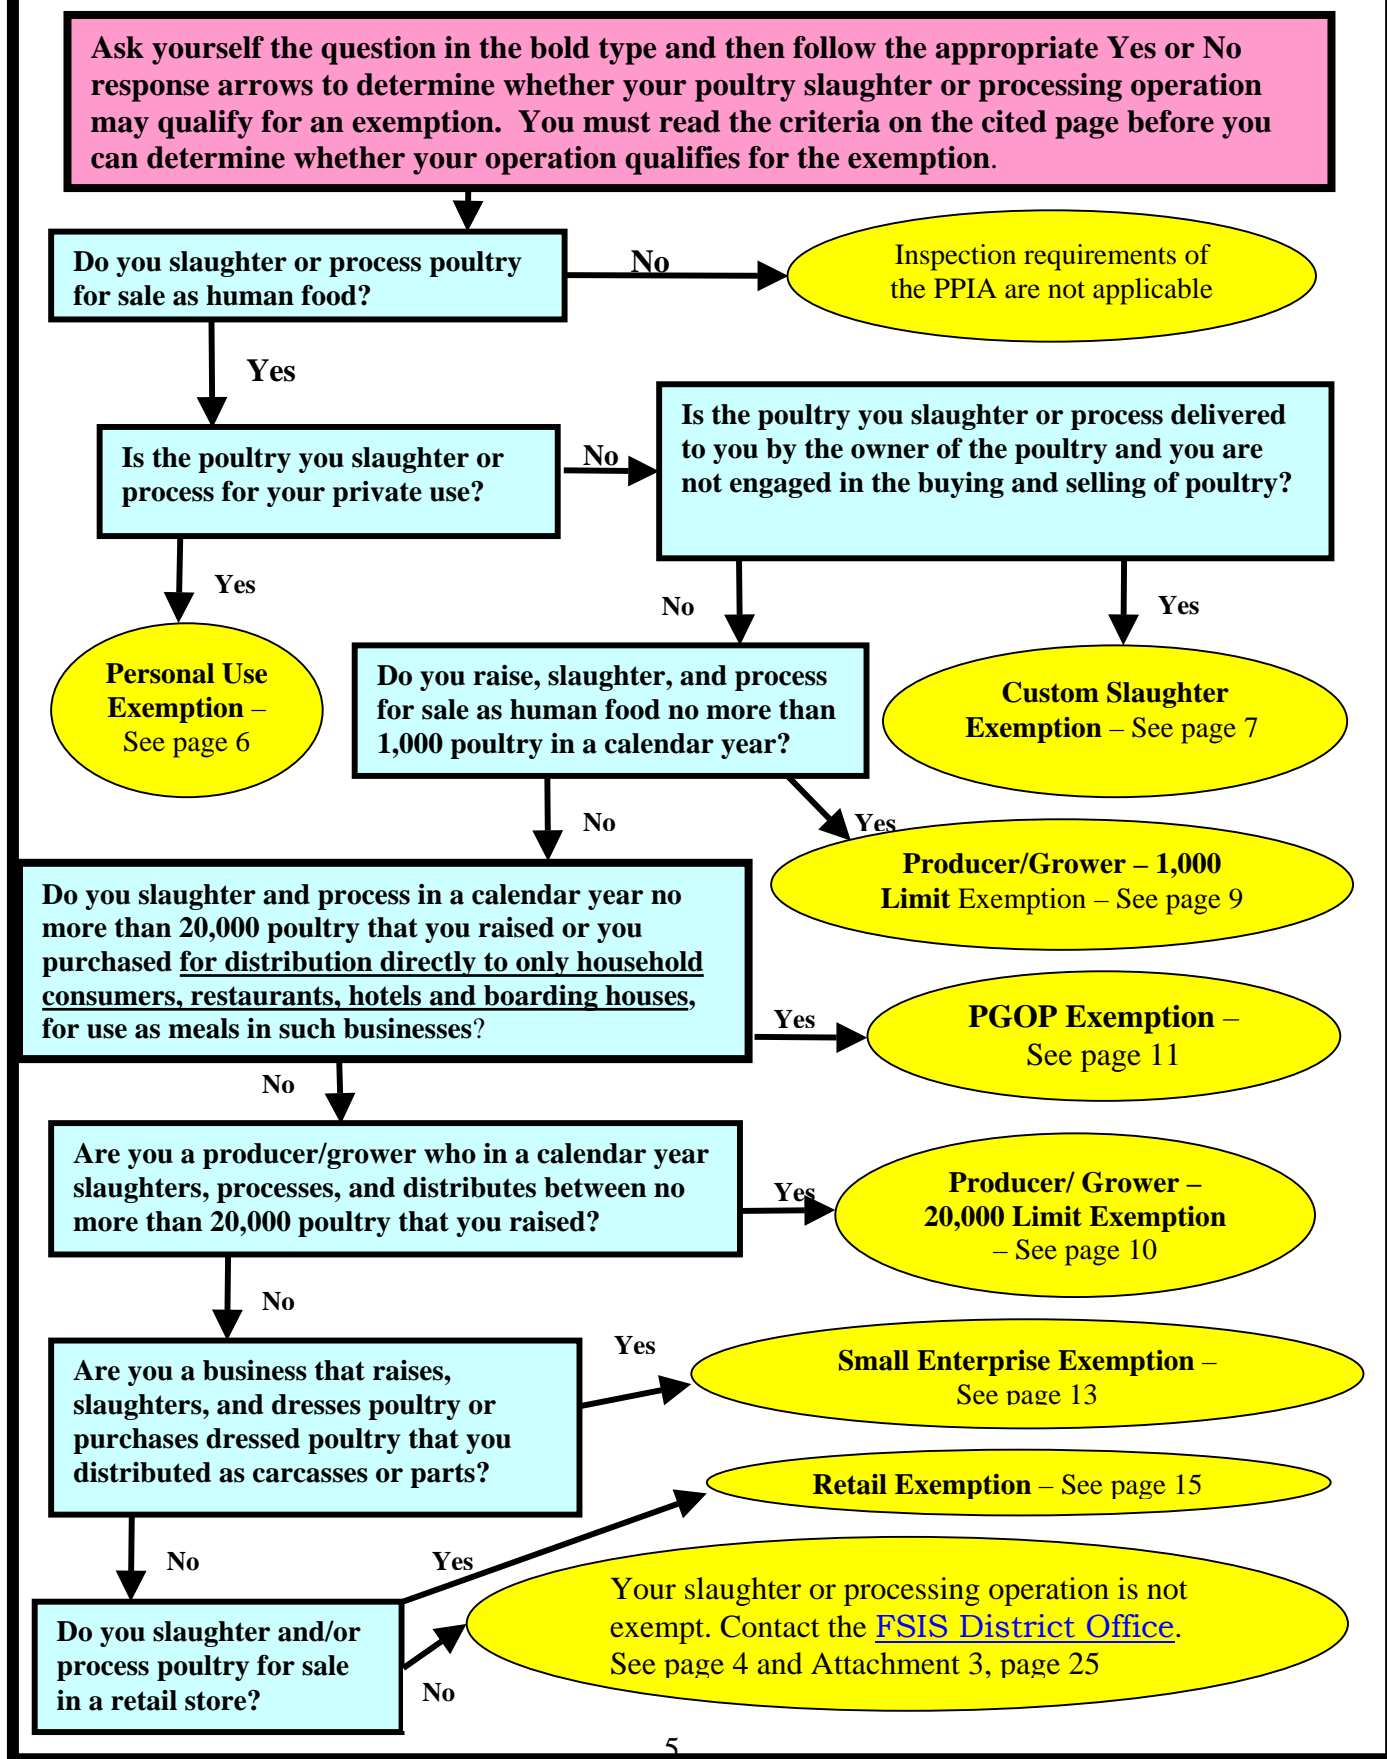 Ask yourself the question in the bold type and then follow the appropriate Yes or No
response arrows to determine whether your poultry slaughter or processing operation
may qualify for an exemption.  You must read the criteria on the cited page before you
can determine whether your operation qualifies for the exemption.
Do you slaughter or process poultry
for sale as human food?
No
Inspection requirements of
the PPIA are not applicable
Yes
Is the poultry you slaughter or
process for your private use?
No
Is the poultry you slaughter or process delivered
to you by the owner of the poultry and you are
not engaged in the buying and selling of poultry?
Yes
No
Yes
Personal Use
Exemption –
See page 6
Do you raise, slaughter, and process
for sale as human food no more than
1,000 poultry in a calendar year?
Custom Slaughter
Exemption – See page 7
No
Yes
Producer/Grower – 1,000
Limit Exemption – See page 9
Do you slaughter and process in a calendar year no
more than 20,000 poultry that you raised or you
purchased for distribution directly to only household
consumers, restaurants, hotels and boarding houses,
for use as meals in such businesses?
Yes
PGOP Exemption –
See page 11
No
Are you a producer/grower who in a calendar year
slaughters, processes, and distributes between no
more than 20,000 poultry that you raised?
Yes
Producer/ Grower –
20,000 Limit Exemption
– See page 10
No
Are you a business that raises,
slaughters, and dresses poultry or
purchases dressed poultry that you
distributed as carcasses or parts?
Yes
Small Enterprise Exemption –
See page 13
Retail Exemption – See page 15
No
Yes
Do you slaughter and/or
process poultry for sale
in a retail store?
No
Your slaughter or processing operation is not
exempt. Contact the FSIS District Office.
See page 4 and Attachment 3, page 25
5